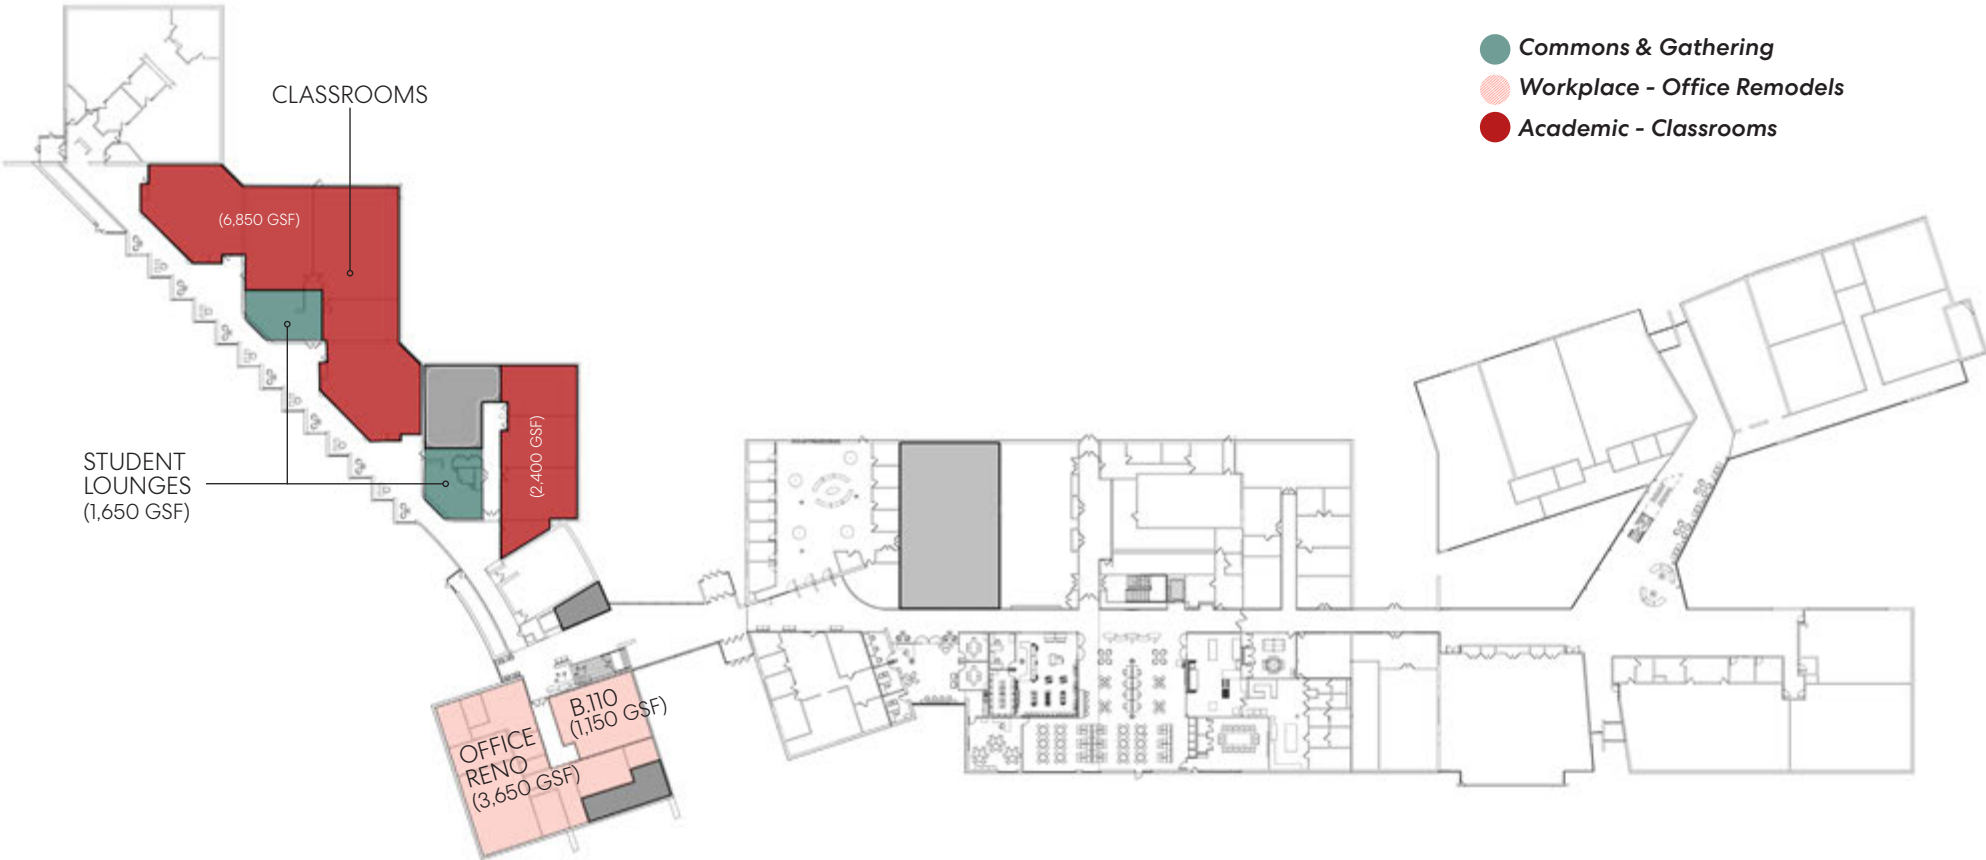 Commons & Gathering
Workplace - Office Remodels
Academic - Classrooms
CLASSROOMS
(6,850 GSF)
STUDENT
LOUNGES
(1,650 GSF)
(2,400 GSF)
B.110
(1,150 GSF)
OFFICE
RENO
(3,650 GSF)